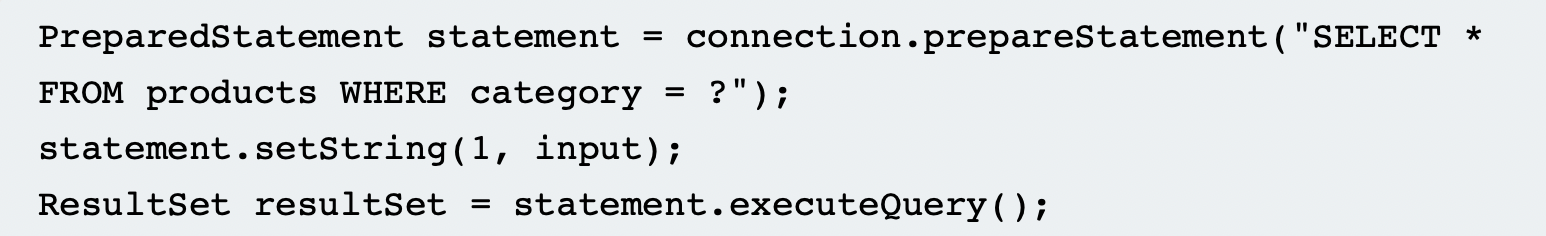 PreparedStatement statement = connection.prepareStatement("SELECT *
FROM products WHERE category = ?");
statement.setString(1, input);
ResultSet resultSet = statement.executeQuery();